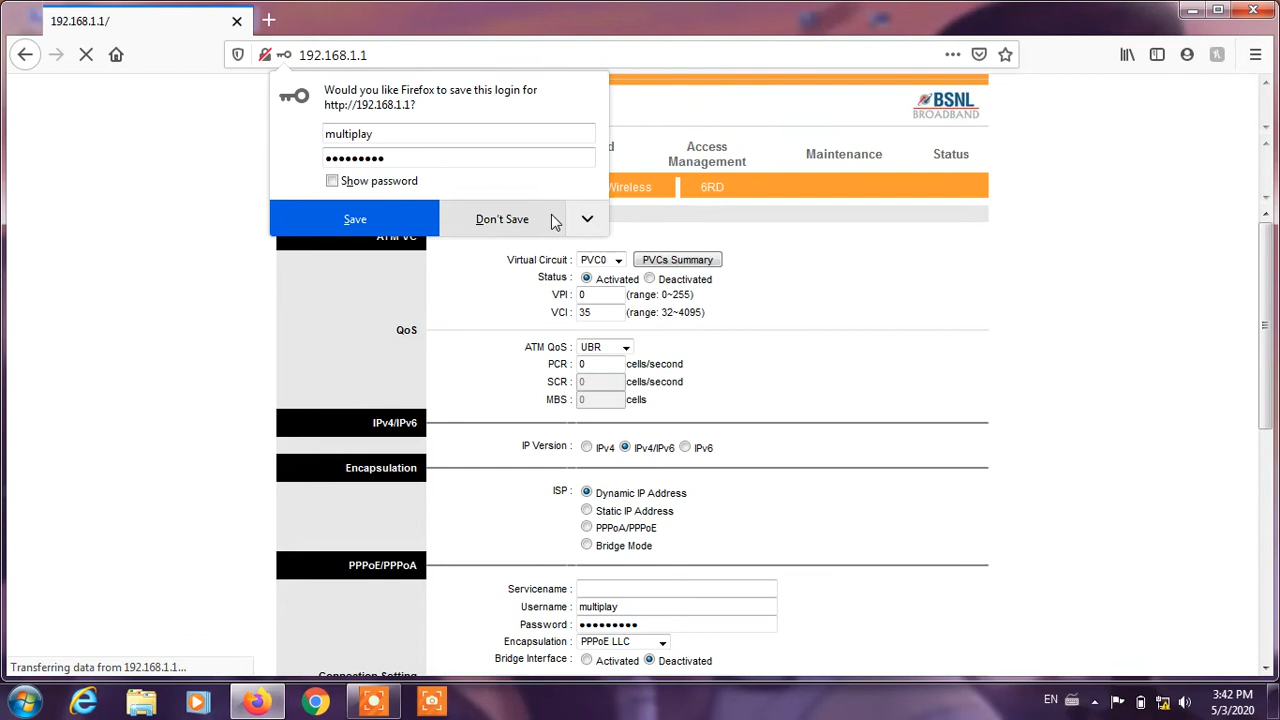 192.168.1.1/
192.168.1.1
Would you like Firefox to save this login for
http://192.168.1.1?
multiplay
•••••••••
Show password
Save
Don't Save
BSNL
BROADBAND
d
Access
Management
Maintenance
Status
Wireless
6RD
ATM VC
Virtual Circuit : PVC0 PVCs Summary
Status : Activated Deactivated
VPI : 0 (range: 0~255)
VCI : 35 (range: 32~4095)
QoS
ATM QoS : UBR
PCR : 0 cells/second
SCR : 0 cells/second
MBS : 0 cells
IPv4/IPv6
IP Version : IPv4 IPv4/IPv6 IPv6
Encapsulation
ISP : Dynamic IP Address
Static IP Address
PPPoA/PPPoE
Bridge Mode
PPPoE/PPPoA
Servicename :
Username : multiplay
Password : •••••••••
Encapsulation : PPPoE LLC
Bridge Interface : Activated Deactivated
Connection Setting
Transferring data from 192.168.1.1...
EN
3:42 PM
5/3/2020